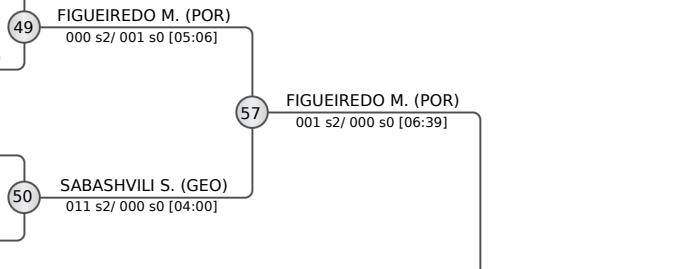 49
FIGUEIREDO M. (POR)
000 s2/ 001 s0 [05:06]
57
FIGUEIREDO M. (POR)
001 s2/ 000 s0 [06:39]
50
SABASHVILI S. (GEO)
011 s2/ 000 s0 [04:00]